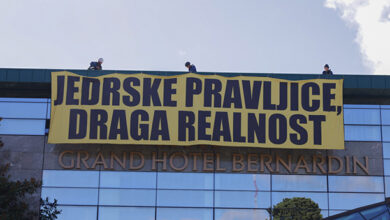 JEDRSKE PRAVLJICE,
DRAGA REALNOST
GRAND HOTEL BERNARDIN